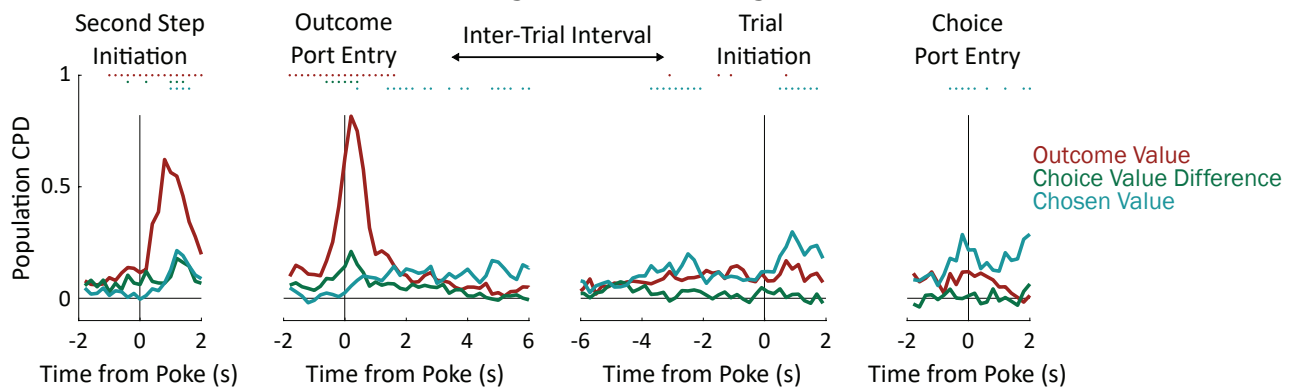 Second Step
Initiation
Outcome
Port Entry
Inter-Trial Interval
Trial
Initiation
Choice
Port Entry
Population CPD
1
0.5
0
Outcome Value
Choice Value Difference
Chosen Value
-2 0 2
-2 0 2 4 6
-6 -4 -2 0 2
-2 0 2
Time from Poke (s)
Time from Poke (s)
Time from Poke (s)
Time from Poke (s)